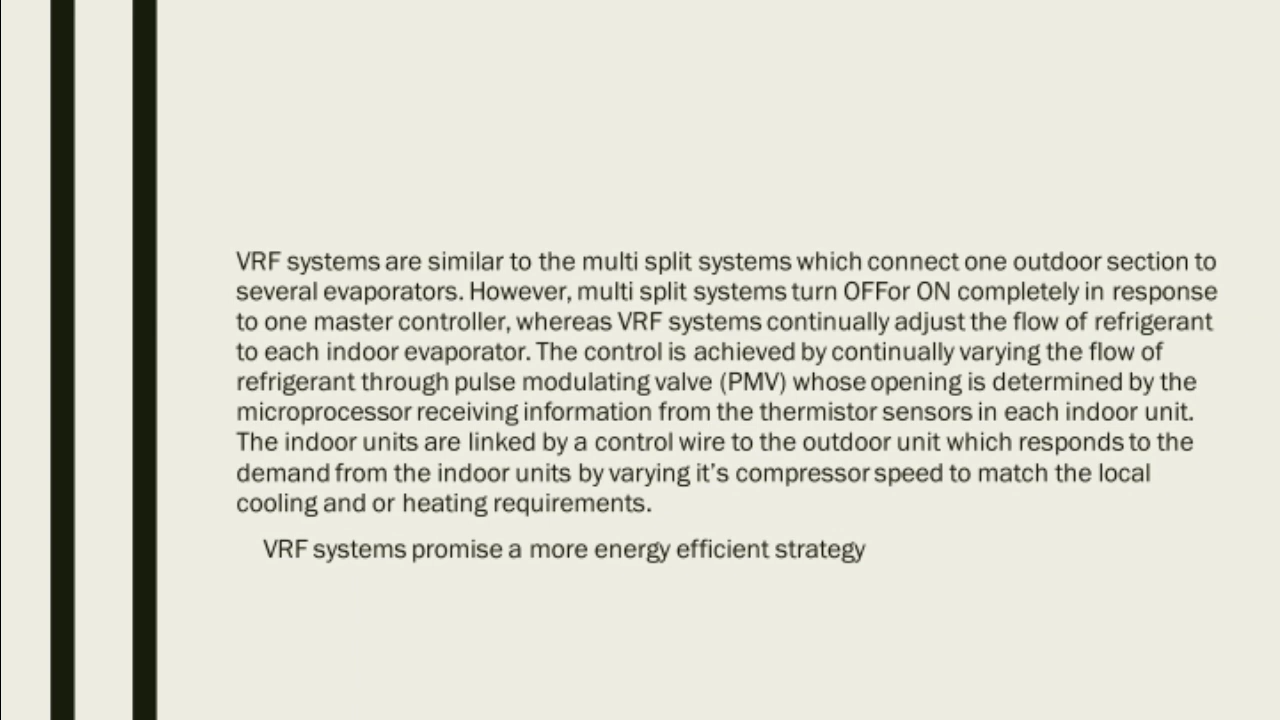 VRF systems are similar to the multi split systems which connect one outdoor section to
several evaporators. However, multi split systems turn OFFor ON completely in response
to one master controller, whereas VRF systems continually adjust the flow of refrigerant
to each indoor evaporator. The control is achieved by continually varying the flow of
refrigerant through pulse modulating valve (PMV) whose opening is determined by the
microprocessor receiving information from the thermistor sensors in each indoor unit.
The indoor units are linked by a control wire to the outdoor unit which responds to the
demand from the indoor units by varying it’s compressor speed to match the local
cooling and or heating requirements.
VRF systems promise a more energy efficient strategy